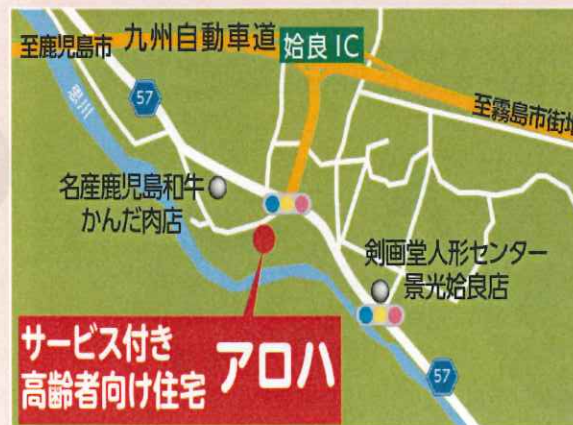 至鹿児島市
九州自動車道
姶良 IC
57
思川
至霧島市街地
名産鹿児島和牛
かんだ肉店
剣画堂人形センター
景光姶良店
サービス付き
高齢者向け住宅
アロハ
57